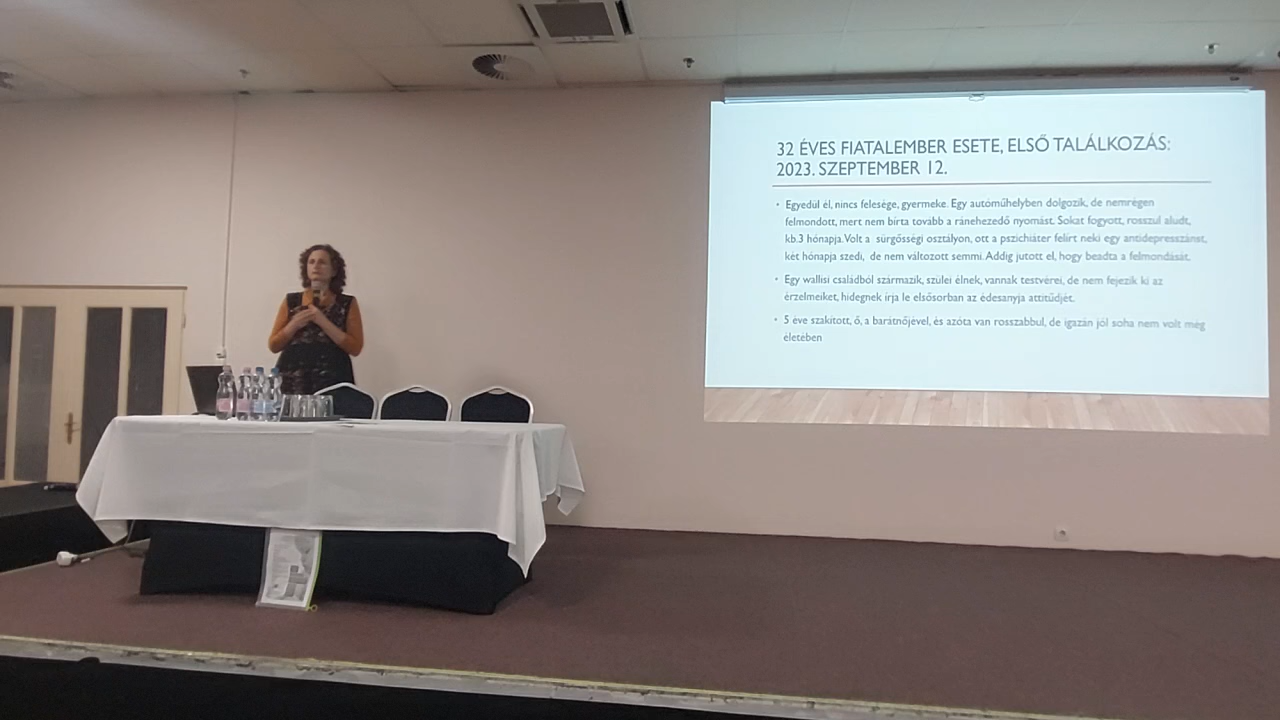 32 ÉVES FIATALEMBER ESETE, ELSŐ TALÁLKOZÁS:
2023. SZEPTEMBER 12.
• Egyedül él, nincs felesége, gyermeke. Egy autóműhelyben dolgozik, de nemrégen
felmondott, mert nem bírta tovább a ránehezedő nyomást. Sokat fogyott, rosszul aludt,
kb.3 hónapja. Volt a sürgősségi osztályon, ott a pszichiáter felírt neki egy antidepresszánst,
két hónapja szedi, de nem változott semmi. Addig jutott el, hogy beadta a felmondását.
• Egy wallisi családból származik, szülei élnek, vannak testvérei, de nem fejezik ki az
érzelmeiket, hidegnek írja le elsősorban az édesanyja attitűdjét.
• 5 éve szakított, ő, a barátnőjével, és azóta van rosszabbul, de igazán jól soha nem volt még
életében